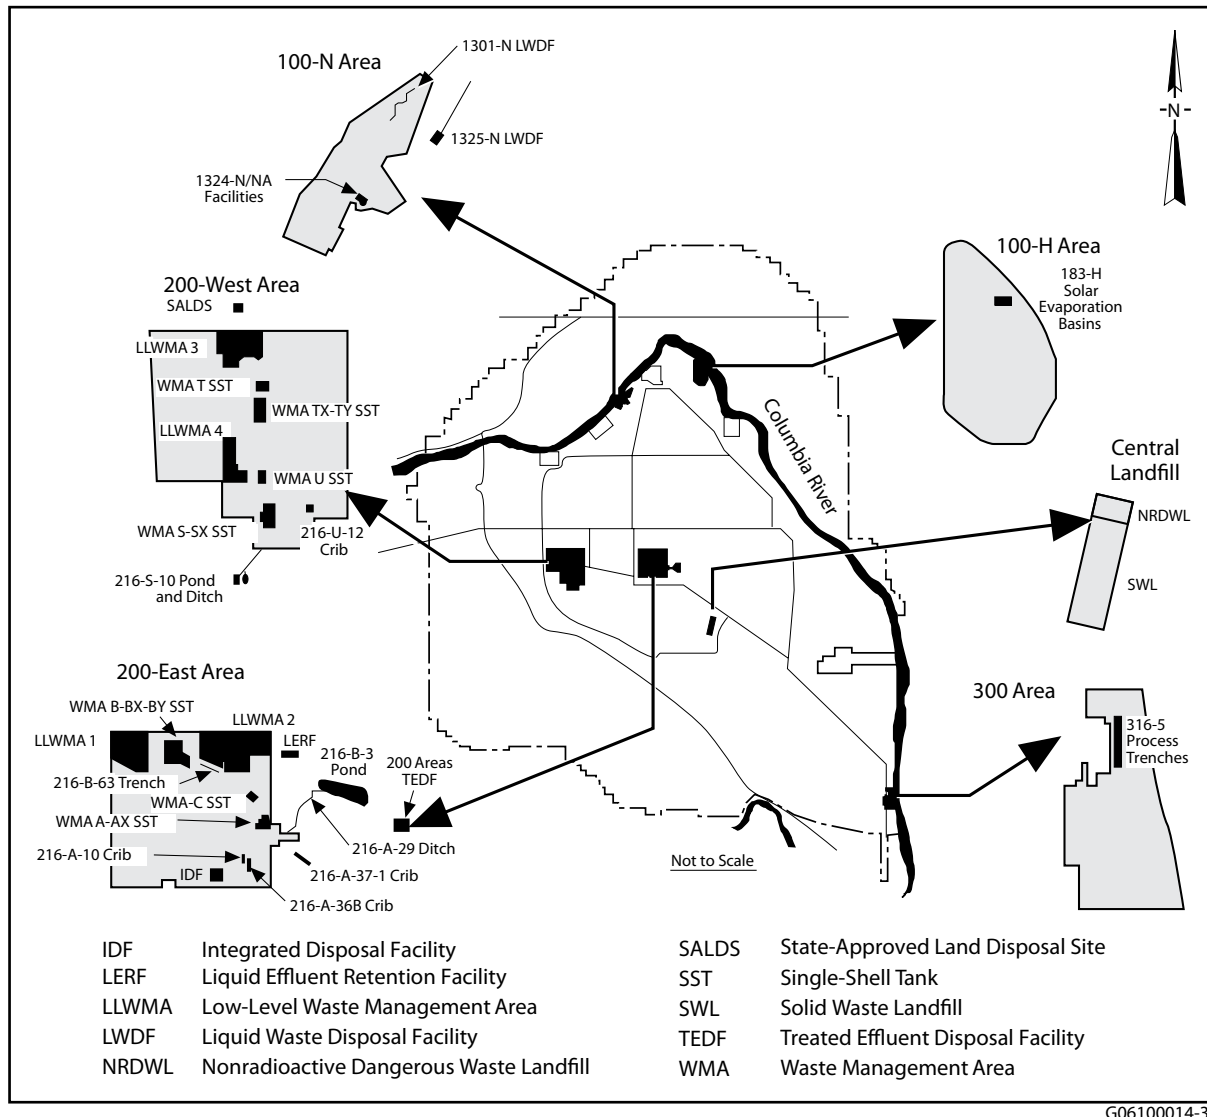 100-N Area
1301-N LWDF
1325-N LWDF
1324-N/NA
Facilities
N
100-H Area
183-H
Solar
Evaporation
Basins
200-West Area
SALDS
LLWMA 3
WMA T SST
WMA TX-TY SST
LLWMA 4
WMA U SST
WMA S-SX SST
216-U-12
Crib
216-S-10 Pond
and Ditch
Columbia River
Central
Landfill
NRDWL
SWL
200-East Area
WMA B-BX-BY SST
LLWMA 2
LLWMA 1
LERF
216-B-3
Pond
200 Areas
TEDF
216-B-63 Trench
WMA-C SST
WMA A-AX SST
216-A-29 Ditch
216-A-10 Crib
IDF
216-A-37-1 Crib
216-A-36B Crib
300 Area
316-5
Process
Trenches
Not to Scale
IDF Integrated Disposal Facility
LERF Liquid Effluent Retention Facility
LLWMA Low-Level Waste Management Area
LWDF Liquid Waste Disposal Facility
NRDWL Nonradioactive Dangerous Waste Landfill
SALDS State-Approved Land Disposal Site
SST Single-Shell Tank
SWL Solid Waste Landfill
TEDF Treated Effluent Disposal Facility
WMA Waste Management Area